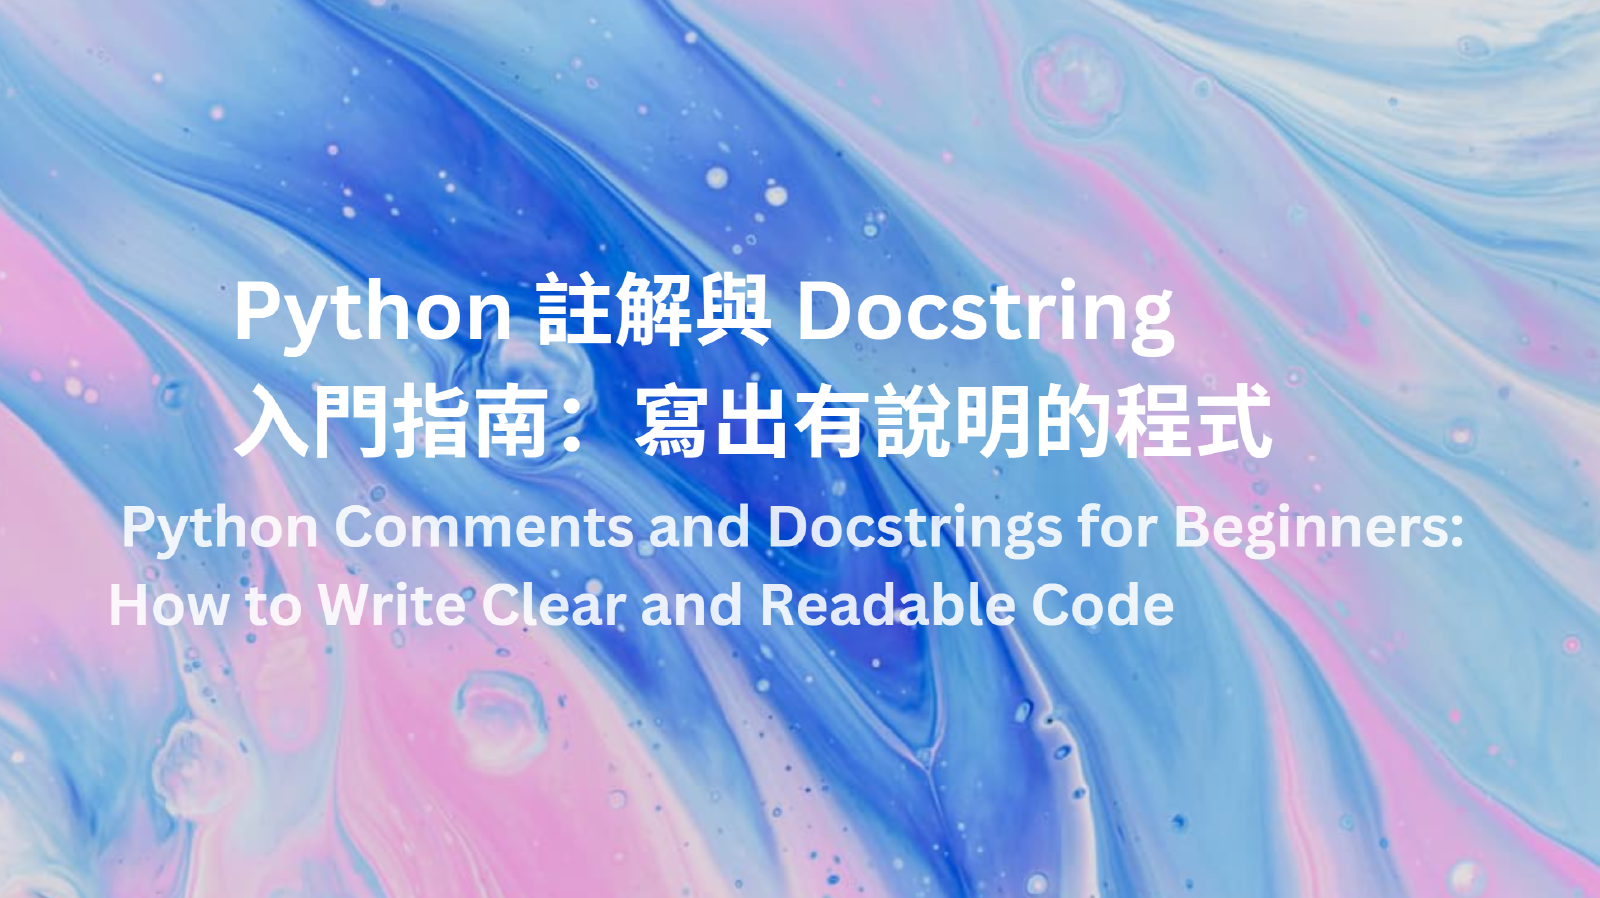 Python 註解與 Docstring
入門指南：寫出有說明的程式
Python Comments and Docstrings for Beginners:
How to Write Clear and Readable Code